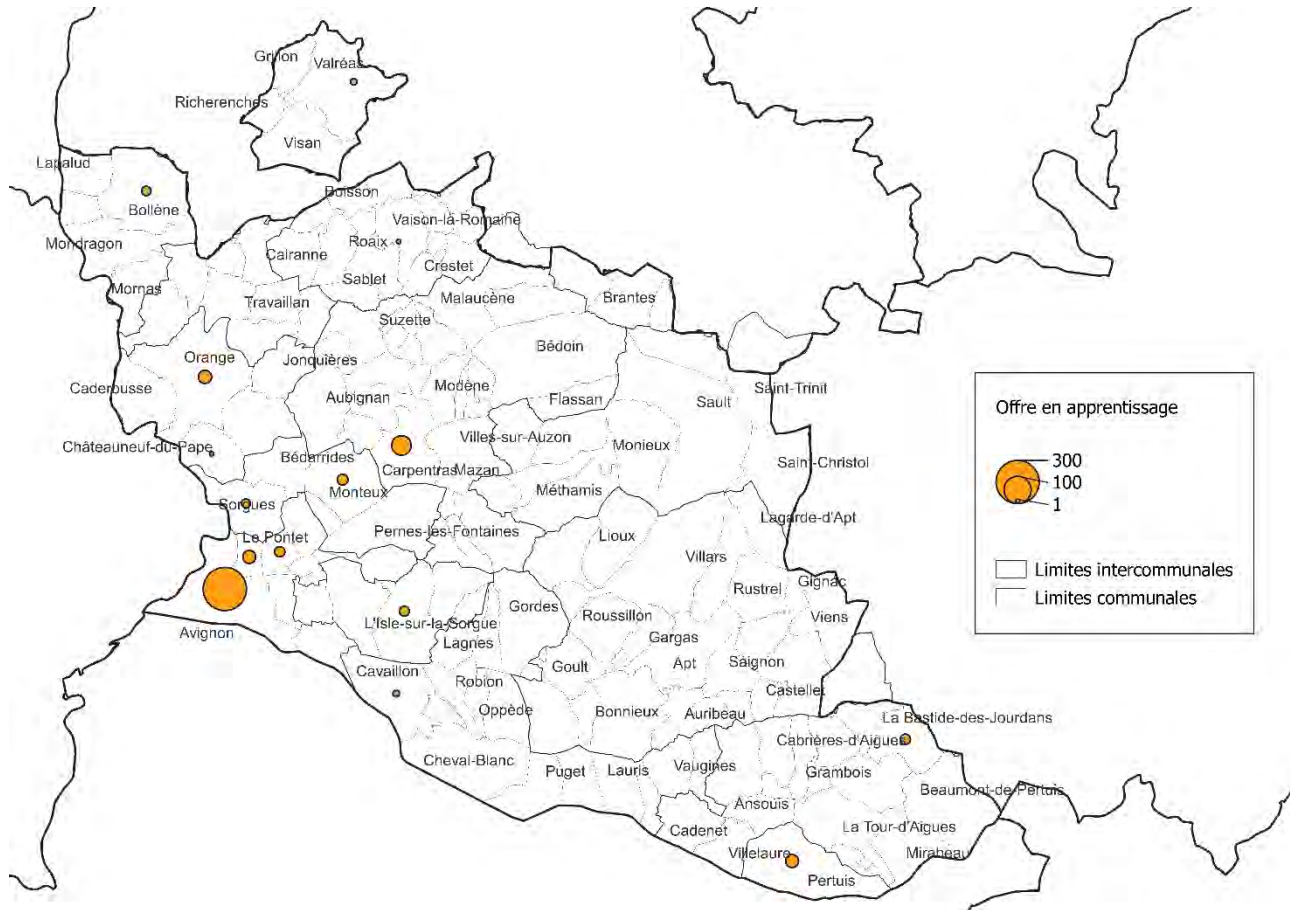 Grillon
Valréas
Richerenches
Visan
Lapalud
Bollène
Buisson
Vaison-la-Romaine
Mondragon
Roaix
Cairanne
Crestet
Sablet
Mornas
Travaillan
Malaucène
Brantes
Suzette
Orange
Jonquières
Bédoin
Caderousse
Modène
Saint-Trinit
Aubignan
Flassan
Sault
Offre en apprentissage
300
100
1
Limites intercommunales
Limites communales
Châteauneuf-du-Pape
Villes-sur-Auzon
Monieux
Bédarrides
Carpentras
Mazan
Saint-Christol
Monteux
Méthamis
Sorgues
Lagarde-d'Apt
Pernes-les-Fontaines
Lioux
Le Pontet
Villars
Rustrel
Gignac
Gordes
Roussillon
Viens
L'Isle-sur-la-Sorgue
Avignon
Lagnes
Gargas
Cavaillon
Goult
Apt
Saignon
Robion
Castellet
Oppède
Bonnieux
Auribeau
La Bastide-des-Jourdans
Cabrières-d'Aigues
Cheval-Blanc
Puget
Lauris
Vaugines
Grambois
Beaumont-de-Pertuis
Ansouis
Cadenet
La Tour-d'Aigues
Villelaure
Mirabeau
Pertuis